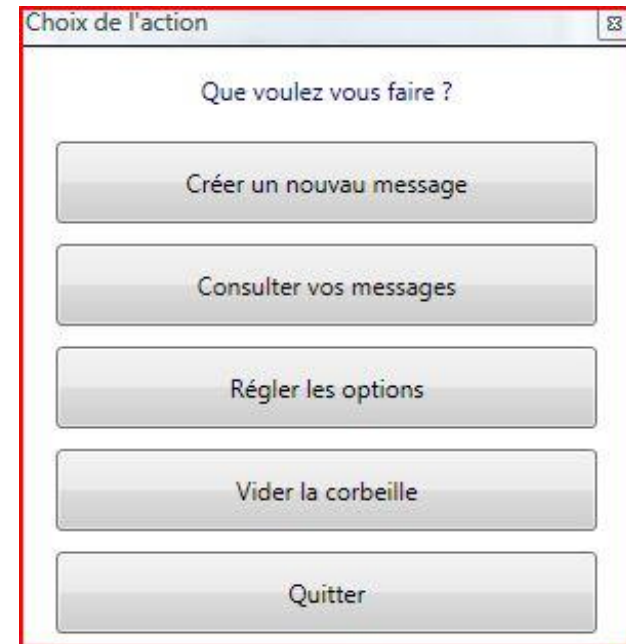 Choix de l'action
Que voulez vous faire ?
Créer un nouvau message
Consulter vos messages
Régler les options
Vider la corbeille
Quitter